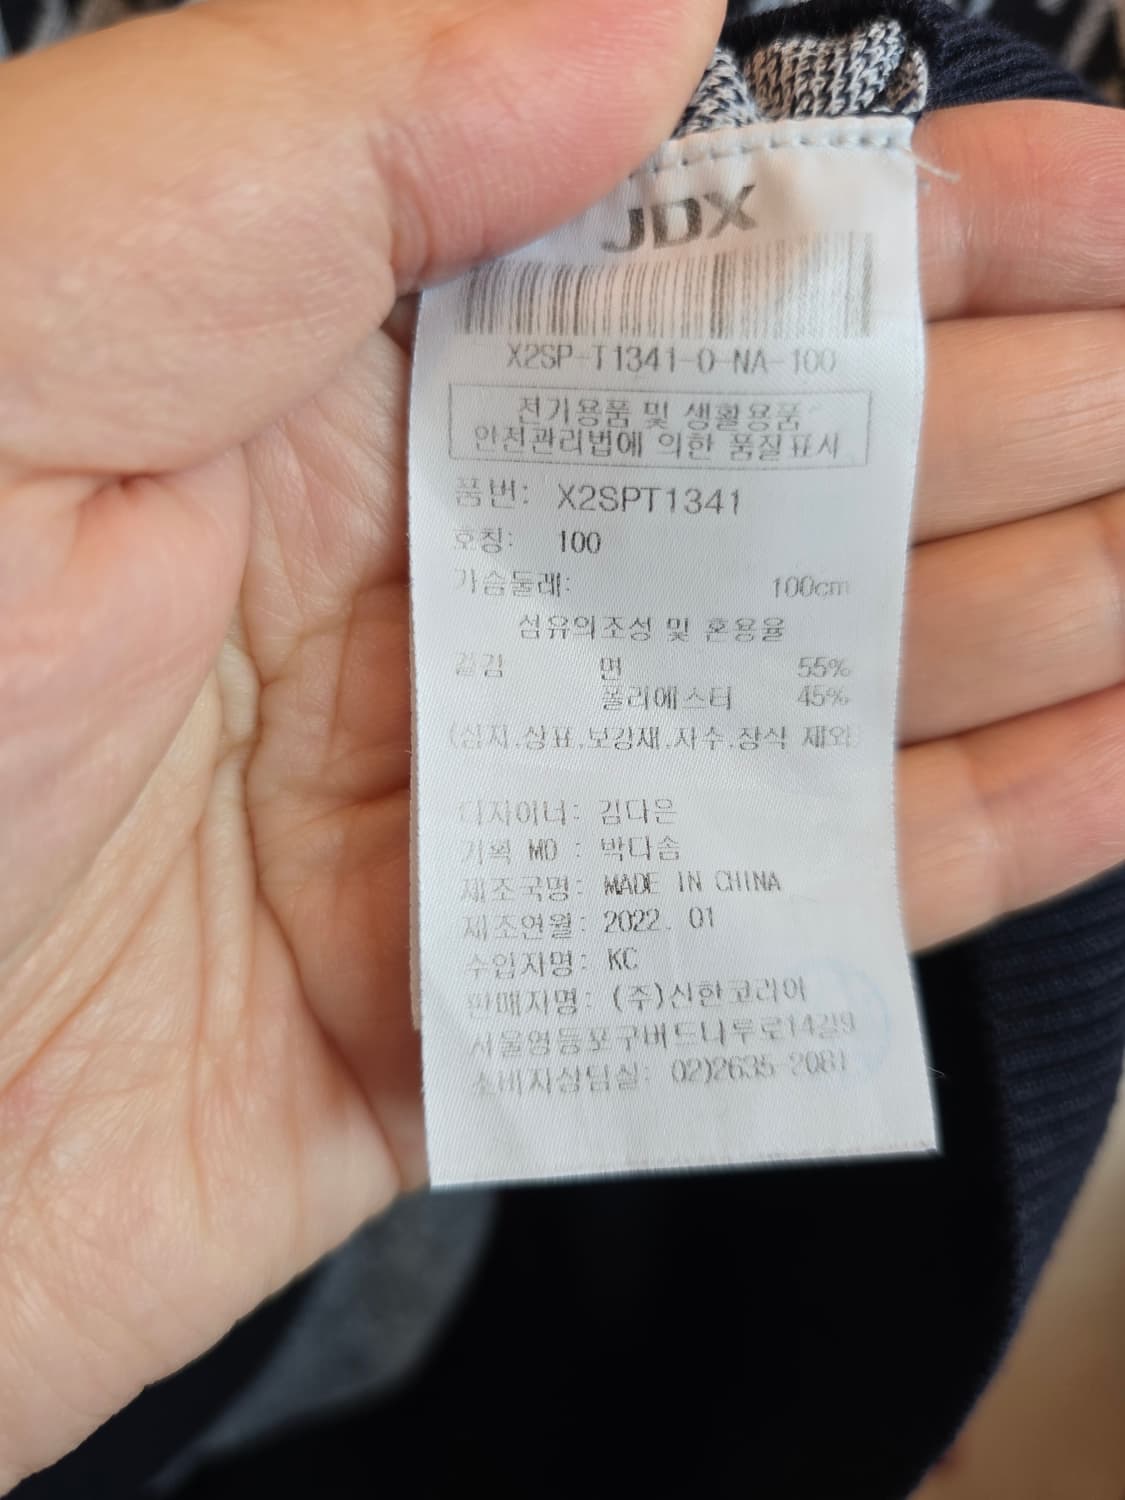 JDX
X2SP-T1341-0-NA-100
전기용품 및 생활용품
안전관리법에 의한 품질표시
품번: X2SPT1341
호칭: 100
가슴둘레: 100cm
섬유의조성 및 혼용율
겉감 면 55%
폴리에스터 45%
(심지,상표,보강재,자수,장식 제외)
디자이너: 김다은
기획 MD : 박다솜
제조국명: MADE IN CHINA
제조연월: 2022. 01
수입자명: KC
판매자명: (주)신한코리아
서울영등포구버드나루로14길9
소비자상담실: 02)2635 2081